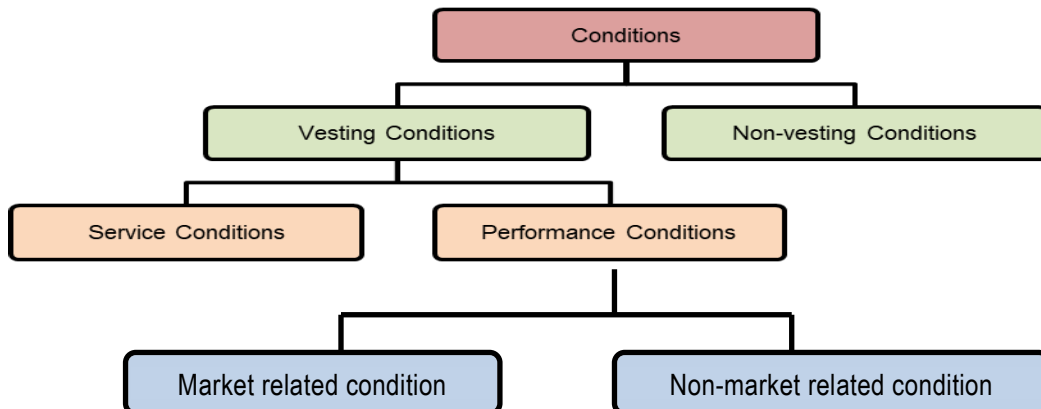 Conditions
Vesting Conditions
Non-vesting Conditions
Service Conditions
Performance Conditions
Market related condition
Non-market related condition